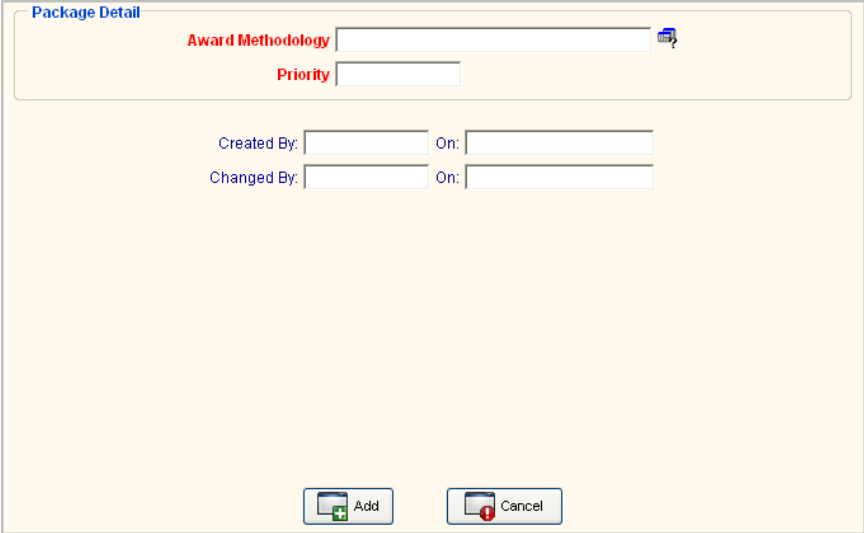 Package Detail
Award Methodology
Priority
Created By: On:
Changed By: On:
Add Cancel